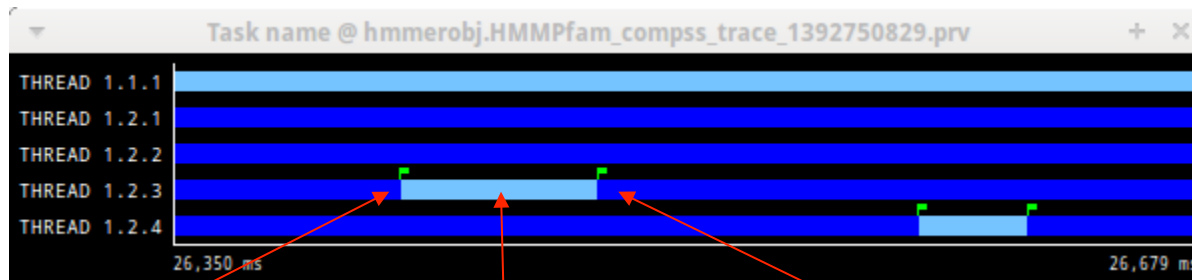 Task name @ hmmerobj.HMMPfam_compss_trace_1392750829.prv
THREAD 1.1.1
THREAD 1.2.1
THREAD 1.2.2
THREAD 1.2.3
THREAD 1.2.4
26,350 ms 26,679 ms